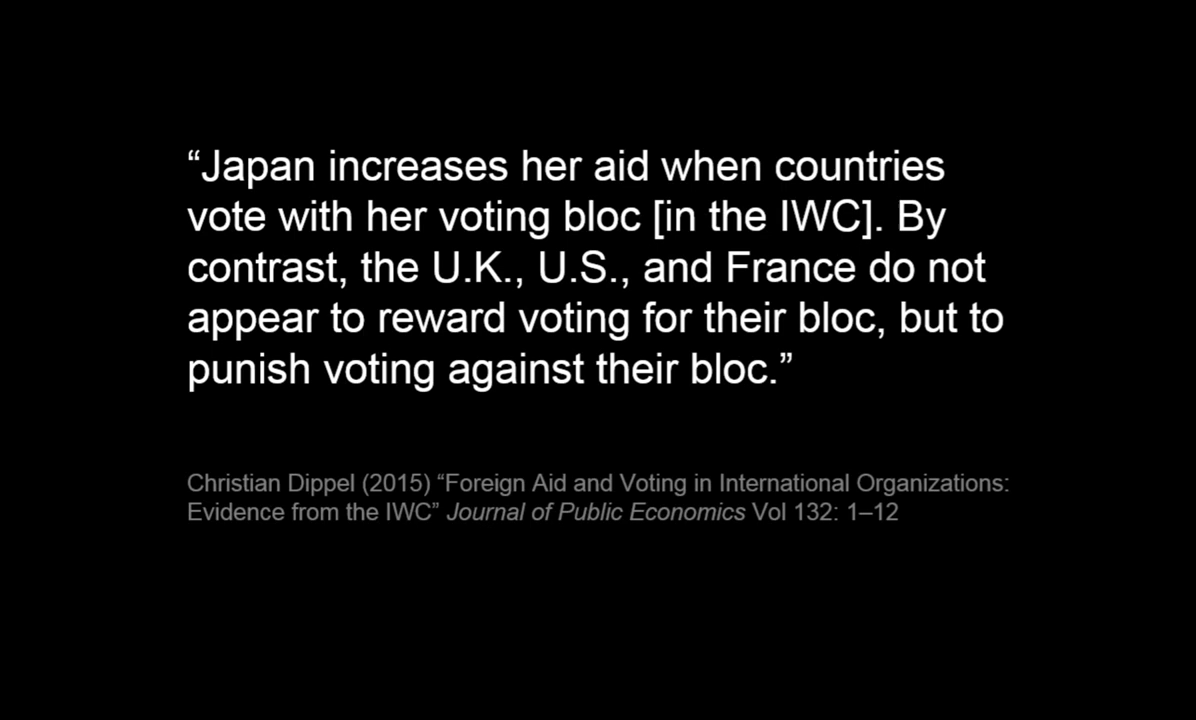 “Japan increases her aid when countries
vote with her voting bloc [in the IWC]. By
contrast, the U.K., U.S., and France do not
appear to reward voting for their bloc, but to
punish voting against their bloc.”
Christian Dippel (2015) “Foreign Aid and Voting in International Organizations:
Evidence from the IWC” Journal of Public Economics Vol 132: 1–12